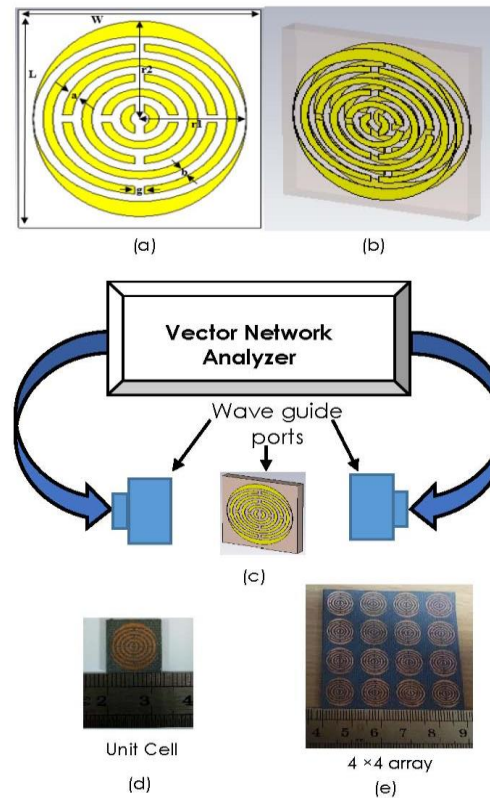 W
L
r2
a
r1
b
g
(a)
(b)
Vector Network
Analyzer
Wave guide
ports
(c)
2 3 4
4 5 6 7 8 9
Unit Cell
4 ×4 array
(d)
(e)